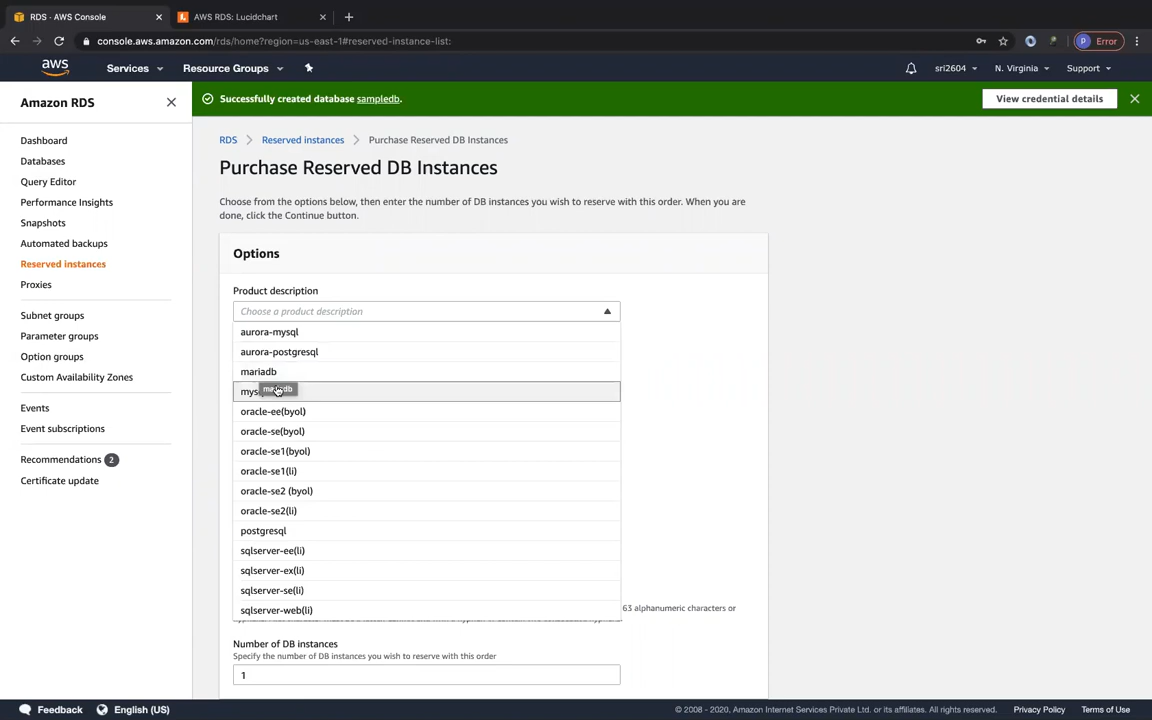 RDS · AWS Console
AWS RDS: Lucidchart
console.aws.amazon.com/rds/home?region=us-east-1#reserved-instance-list:
P Error
aws
Services
Resource Groups
sri2604
N. Virginia
Support
Amazon RDS
Successfully created database sampledb.
View credential details
Dashboard
Databases
Query Editor
Performance Insights
Snapshots
Automated backups
Reserved instances
Proxies
Subnet groups
Parameter groups
Option groups
Custom Availability Zones
Events
Event subscriptions
Recommendations 2
Certificate update
RDS > Reserved instances > Purchase Reserved DB Instances
Purchase Reserved DB Instances
Choose from the options below, then enter the number of DB instances you wish to reserve with this order. When you are
done, click the Continue button.
Options
Product description
Choose a product description
aurora-mysql
aurora-postgresql
mariadb
oracle-ee(byol)
oracle-se(byol)
oracle-se1(byol)
oracle-se1(li)
oracle-se2 (byol)
oracle-se2(li)
postgresql
sqlserver-ee(li)
sqlserver-ex(li)
sqlserver-se(li)
sqlserver-web(li)
63 alphanumeric characters or
Number of DB instances
Specify the number of DB instances you wish to reserve with this order
1
Feedback
English (US)
© 2008 - 2020, Amazon Internet Services Private Ltd. or its affiliates. All rights reserved.
Privacy Policy
Terms of Use